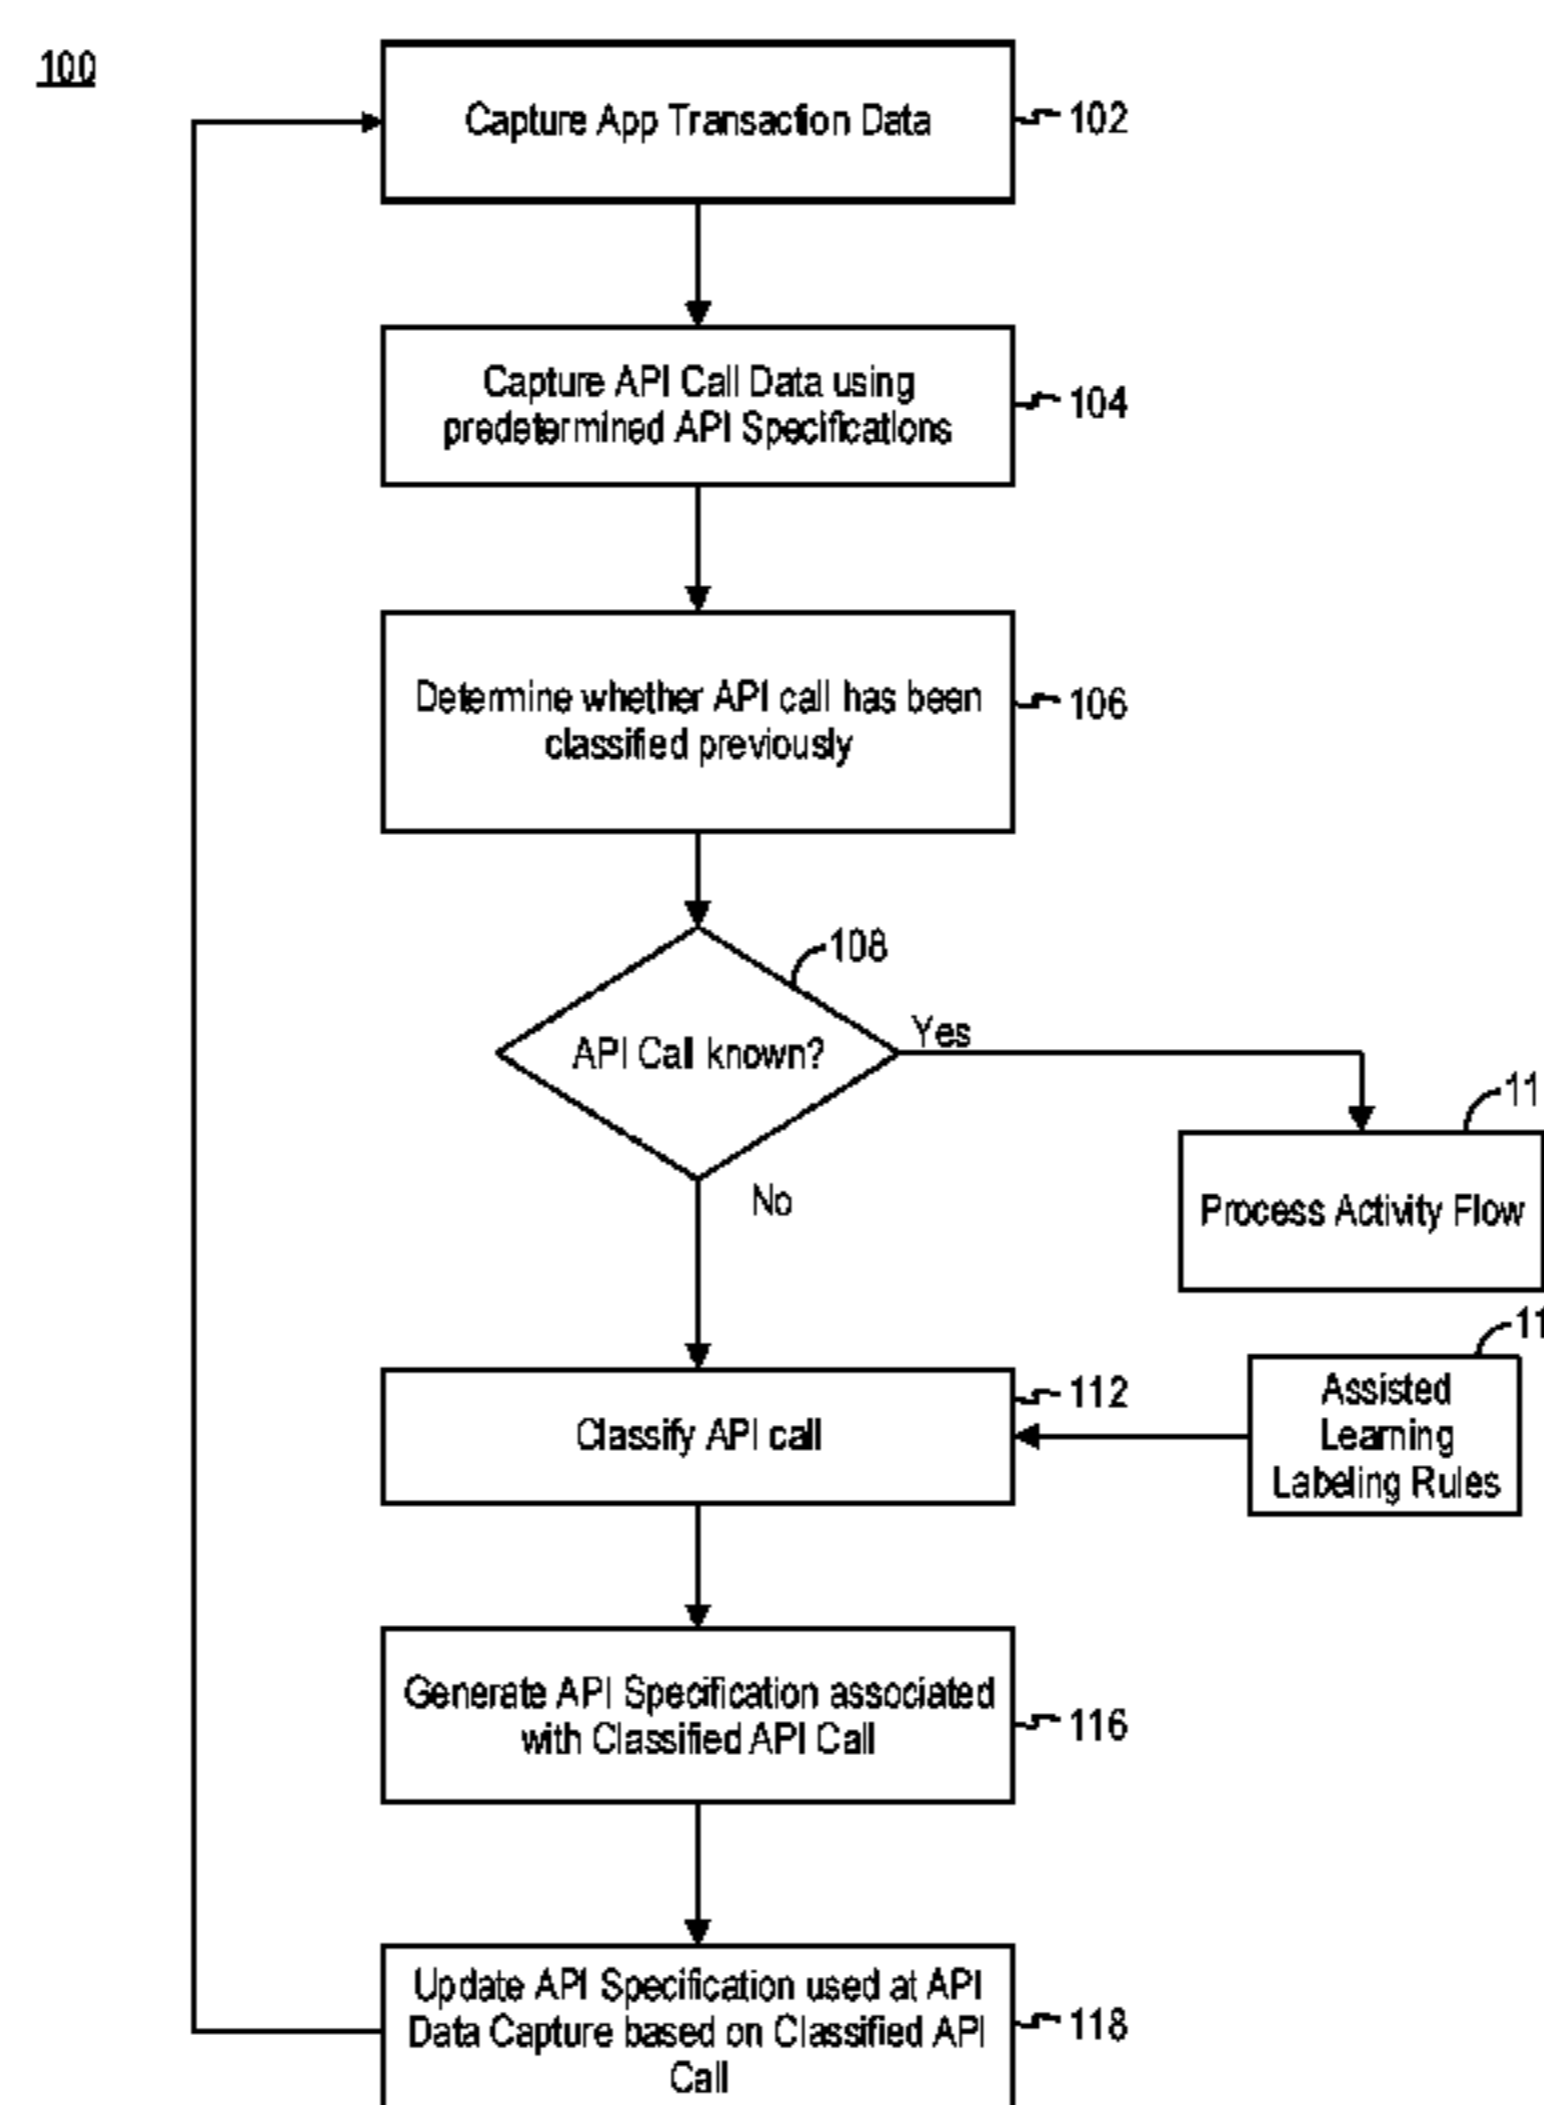 100
Capture App Transaction Data
102
Capture API Call Data using
predetermined API Specifications
104
Determine whether API call has been
classified previously
106
108
API Call known?
Yes
No
11
Process Activity Flow
Classify API call
112
11
Assisted
Learning
Labeling Rules
Generate API Specification associated
with Classified API Call
116
Update API Specification used at API
Data Capture based on Classified API
Call
118